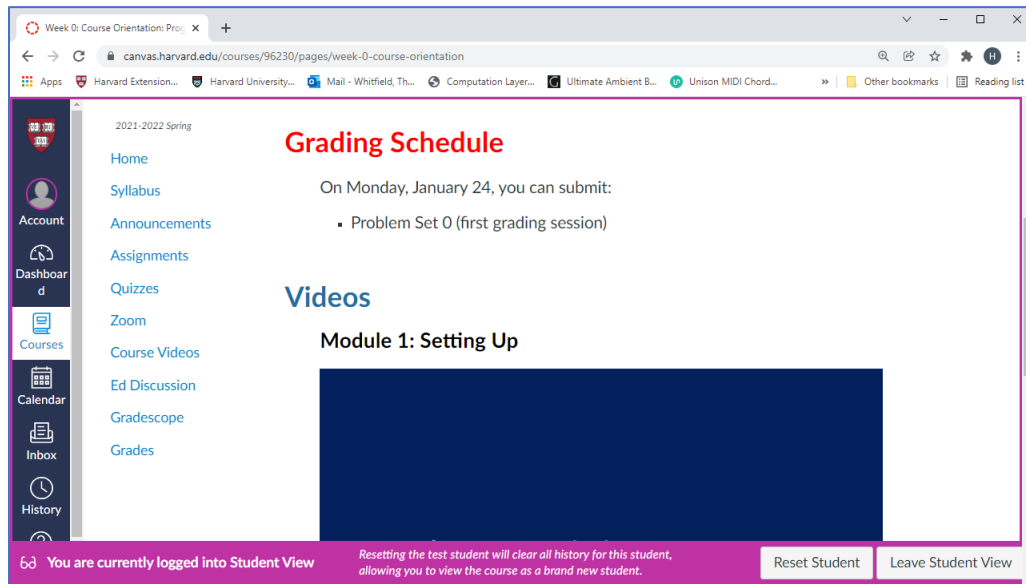 Week 0: Course Orientation: Prog
canvas.harvard.edu/courses/96230/pages/week-0-course-orientation
H
Apps Harvard Extension... Harvard University... Mail - Whitfield, Th... Computation Layer... Ultimate Ambient B... Unison MIDI Chord... » Other bookmarks Reading list
Account
Dashboar
d
Courses
Calendar
Inbox
History
2021-2022 Spring
Home
Syllabus
Announcements
Assignments
Quizzes
Zoom
Course Videos
Ed Discussion
Gradescope
Grades
Grading Schedule
On Monday, January 24, you can submit:
▪ Problem Set 0 (first grading session)
Videos
Module 1: Setting Up
You are currently logged into Student View
Resetting the test student will clear all history for this student,
allowing you to view the course as a brand new student.
Reset Student
Leave Student View